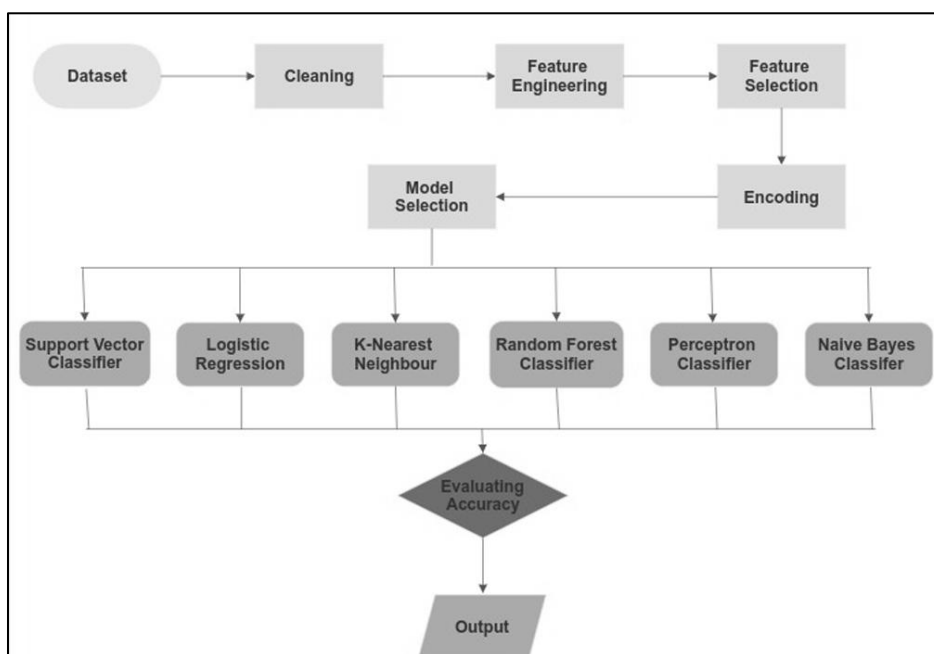 Dataset
Cleaning
Feature
Engineering
Feature
Selection
Model
Selection
Encoding
Support Vector
Classifier
Logistic
Regression
K-Nearest
Neighbour
Random Forest
Classifier
Perceptron
Classifier
Naive Bayes
Classifer
Evaluating
Accuracy
Output